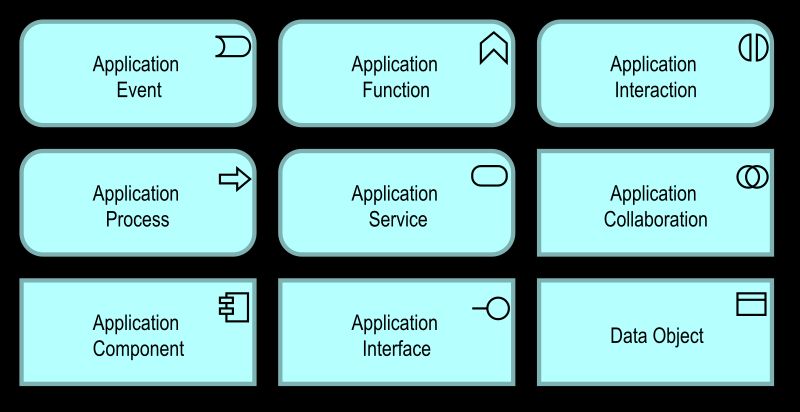 Application
Event
Application
Function
Application
Interaction
Application
Process
Application
Service
Application
Collaboration
Application
Component
Application
Interface
Data Object